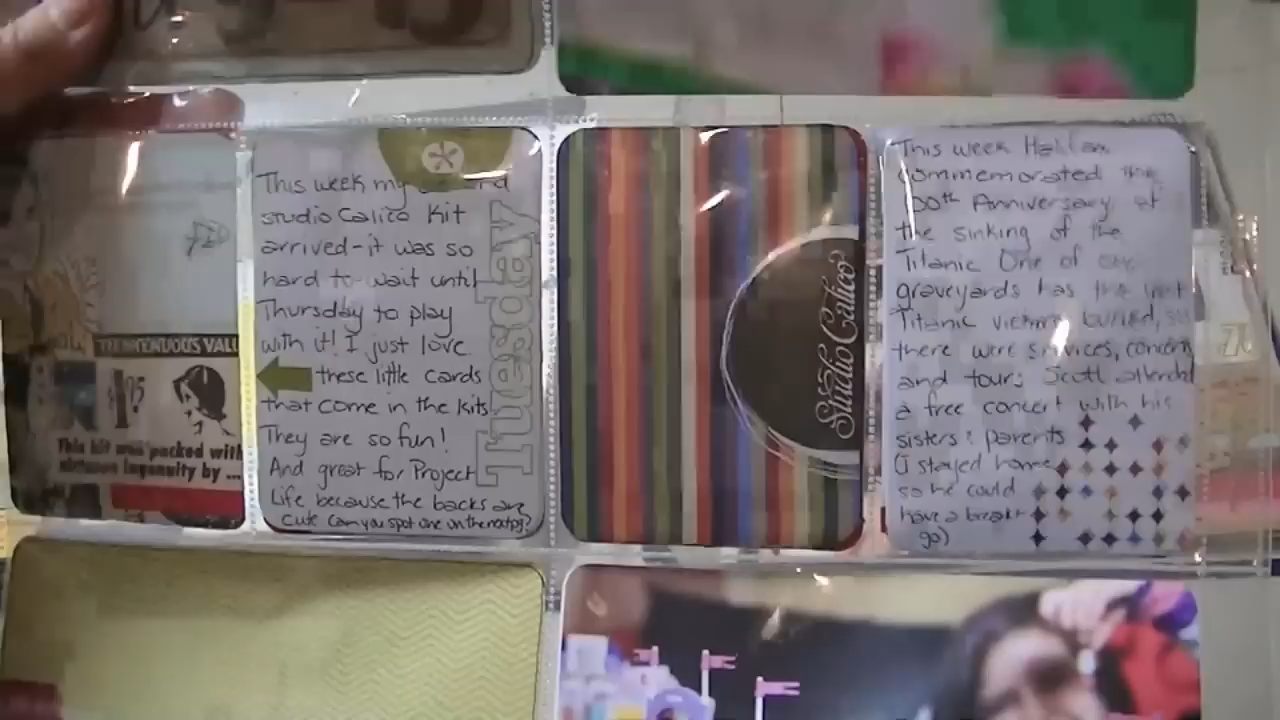 TREMENDOUS VALU
$1.95
This kit was packed with
virtuous ingenuity by ...
This week my
studio Calico Kit
arrived - it was so
hard to wait until
Thursday to play
with it! I just love
these little cards
that come in the kits
They are so fun!
And great for Project
Life because the backs are
cute can you spot one on the next pg?
Tuesday
Studio Calico
This week
commemorated the
100th Anniversary of
the sinking of the
Titanic One of our
graveyards has the most
Titanic victims buried, so
there were services, concerts
and tours Scott attended
a free concert with his
sisters & parents
(I stayed home
so he could
have a break +
go)